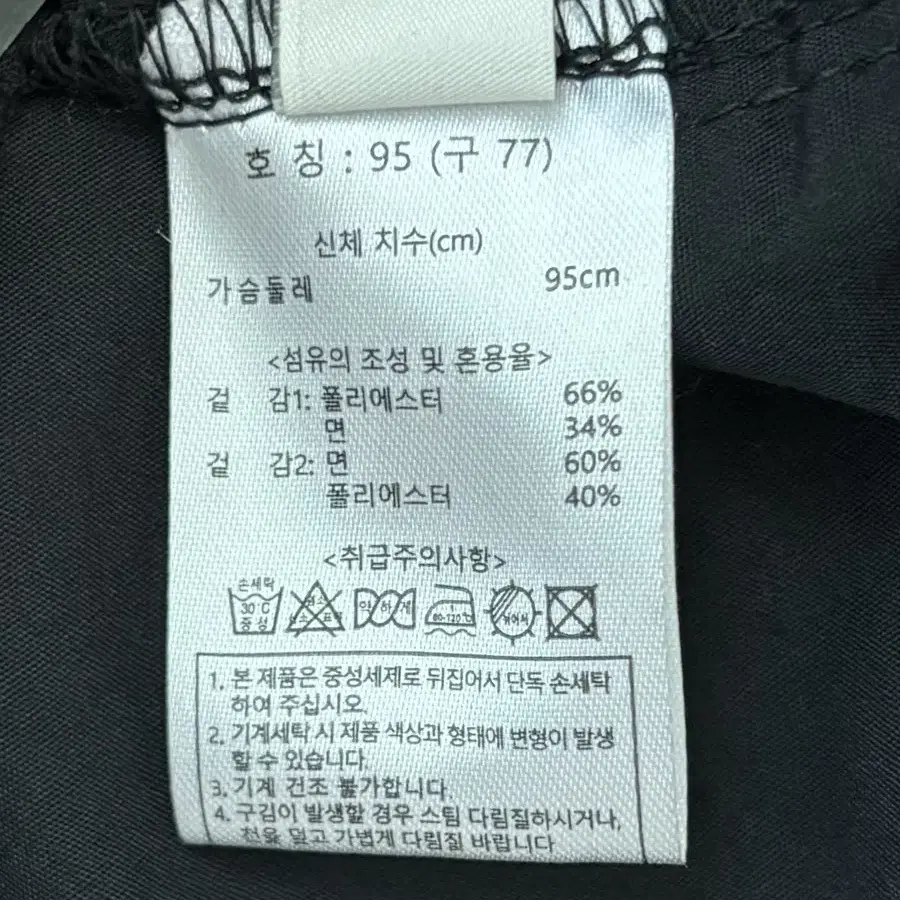 호 칭 : 95 (구 77)
신체 치수(cm)
가슴둘레 95cm
<섬유의 조성 및 혼용율>
겉 감1: 폴리에스터 66%
면 34%
겉 감2: 면 60%
폴리에스터 40%
<취급주의사항>
손세탁
30℃
중성
약하게
80-120℃
뉘어서
1. 본 제품은 중성세제로 뒤집어서 단독 손세탁
하여 주십시오.
2. 기계세탁 시 제품 색상과 형태에 변형이 발생
할 수 있습니다.
3. 기계 건조 불가합니다.
4. 구김이 발생할 경우 스팀 다림질하시거나,
천을 덮고 가볍게 다림질 바랍니다